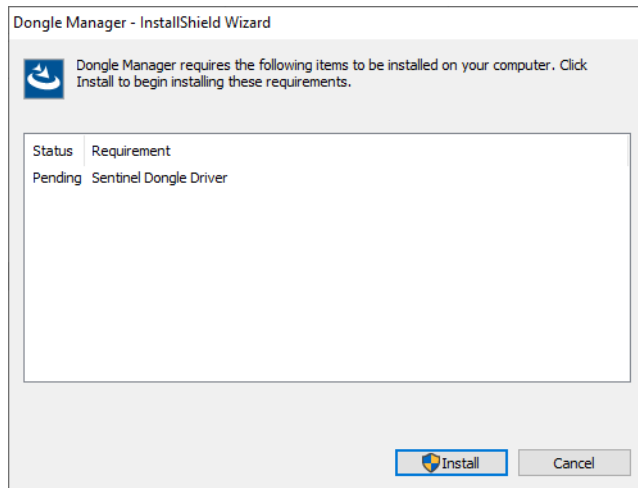 Dongle Manager - InstallShield Wizard
Dongle Manager requires the following items to be installed on your computer. Click
Install to begin installing these requirements.
Status Requirement
Pending Sentinel Dongle Driver
Install Cancel